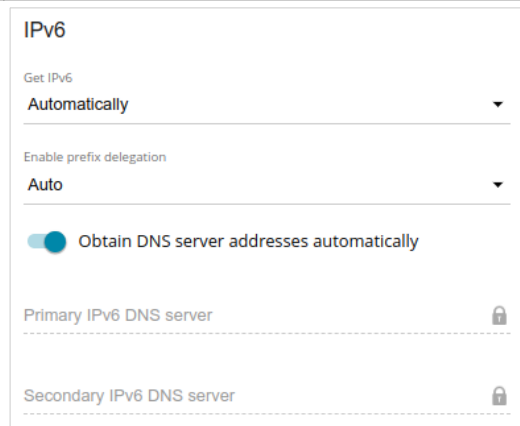 IPv6
Get IPv6
Automatically
Enable prefix delegation
Auto
Obtain DNS server addresses automatically
Primary IPv6 DNS server
Secondary IPv6 DNS server